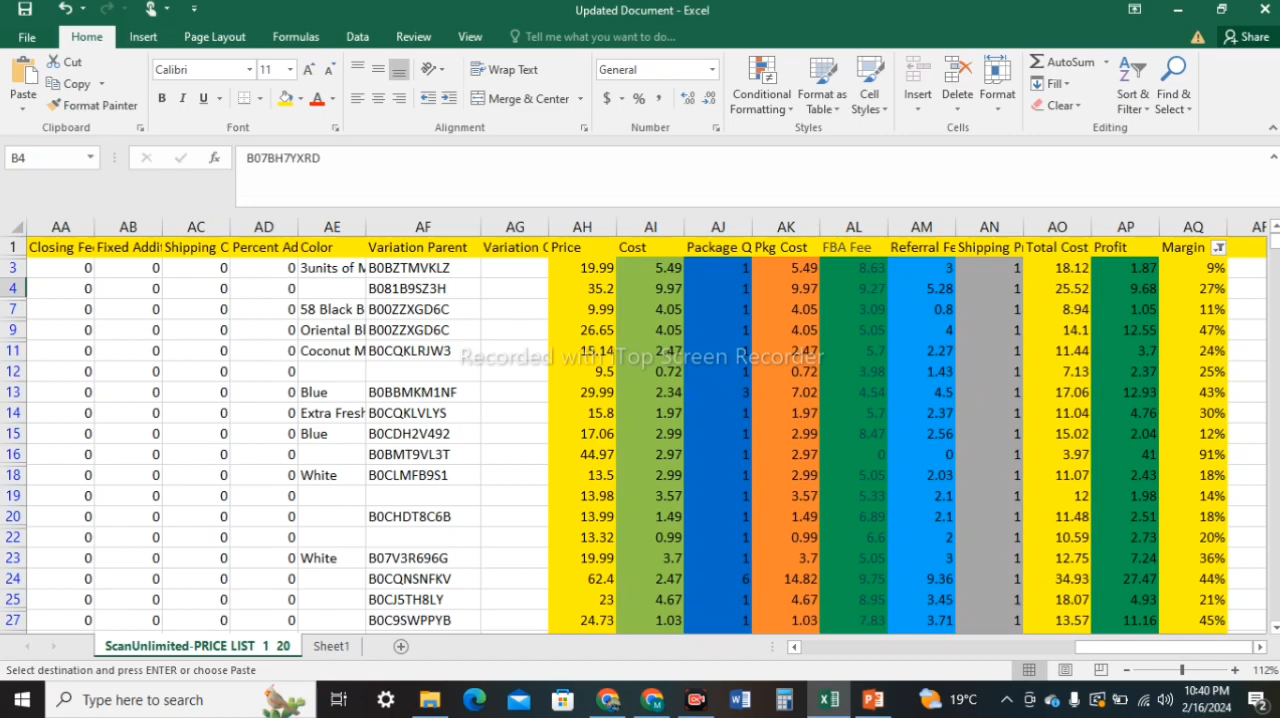 Updated Document - Excel
File Home Insert Page Layout Formulas Data Review View Tell me what you want to do... Share
Paste Cut Copy Format Painter Clipboard
Calibri 11 B I U Font
Wrap Text Merge & Center Alignment
General $ % , Number
Conditional Formatting Format as Table Cell Styles Styles
Insert Delete Format Cells
AutoSum Fill Clear Sort & Filter Find & Select Editing
B4 fx B07BH7YXRD
AA AB AC AD AE AF AG AH AI AJ AK AL AM AN AO AP AQ AR
1 Closing Fe Fixed Addi Shipping C Percent Ad Color Variation Parent Variation C Price Cost Package Q Pkg Cost FBA Fee Referral Fe Shipping P Total Cost Profit Margin
3 0 0 0 0 3units of M B0BZTMVKLZ 19.99 5.49 1 5.49 8.63 3 1 18.12 1.87 9%
4 0 0 0 0 B081B9SZ3H 35.2 9.97 1 9.97 9.27 5.28 1 25.52 9.68 27%
7 0 0 0 0 58 Black B B00ZZXGD6C 9.99 4.05 1 4.05 3.09 0.8 1 8.94 1.05 11%
9 0 0 0 0 Oriental Bl B00ZZXGD6C 26.65 4.05 1 4.05 5.05 4 1 14.1 12.55 47%
11 0 0 0 0 Coconut M B0CQKLRJW3 15.14 2.47 1 2.47 5.7 2.27 1 11.44 3.7 24%
Recorded with iTop Screen Recorder
12 0 0 0 0 9.5 0.72 1 0.72 3.98 1.43 1 7.13 2.37 25%
13 0 0 0 0 Blue B0BBMKM1NF 29.99 2.34 3 7.02 4.54 4.5 1 17.06 12.93 43%
14 0 0 0 0 Extra Fresh B0CQKLVLYS 15.8 1.97 1 1.97 5.7 2.37 1 11.04 4.76 30%
15 0 0 0 0 Blue B0CDH2V492 17.06 2.99 1 2.99 8.47 2.56 1 15.02 2.04 12%
16 0 0 0 0 B0BMT9VL3T 44.97 2.97 1 2.97 0 0 1 3.97 41 91%
18 0 0 0 0 White B0CLMFB9S1 13.5 2.99 1 2.99 5.05 2.03 1 11.07 2.43 18%
19 0 0 0 0 13.98 3.57 1 3.57 5.33 2.1 1 12 1.98 14%
20 0 0 0 0 B0CHDT8C6B 13.99 1.49 1 1.49 6.89 2.1 1 11.48 2.51 18%
22 0 0 0 0 13.32 0.99 1 0.99 6.6 2 1 10.59 2.73 20%
23 0 0 0 0 White B07V3R696G 19.99 3.7 1 3.7 5.05 3 1 12.75 7.24 36%
24 0 0 0 0 B0CQNSNFKV 62.4 2.47 6 14.82 9.75 9.36 1 34.93 27.47 44%
25 0 0 0 0 B0CJ5TH8LY 23 4.67 1 4.67 8.95 3.45 1 18.07 4.93 21%
27 0 0 0 0 B0C9SWPPYB 24.73 1.03 1 1.03 7.83 3.71 1 13.57 11.16 45%
ScanUnlimited-PRICE LIST 1 20 Sheet1
Select destination and press ENTER or choose Paste 112%
Type here to search 19°C 10:40 PM
2/16/2024 2